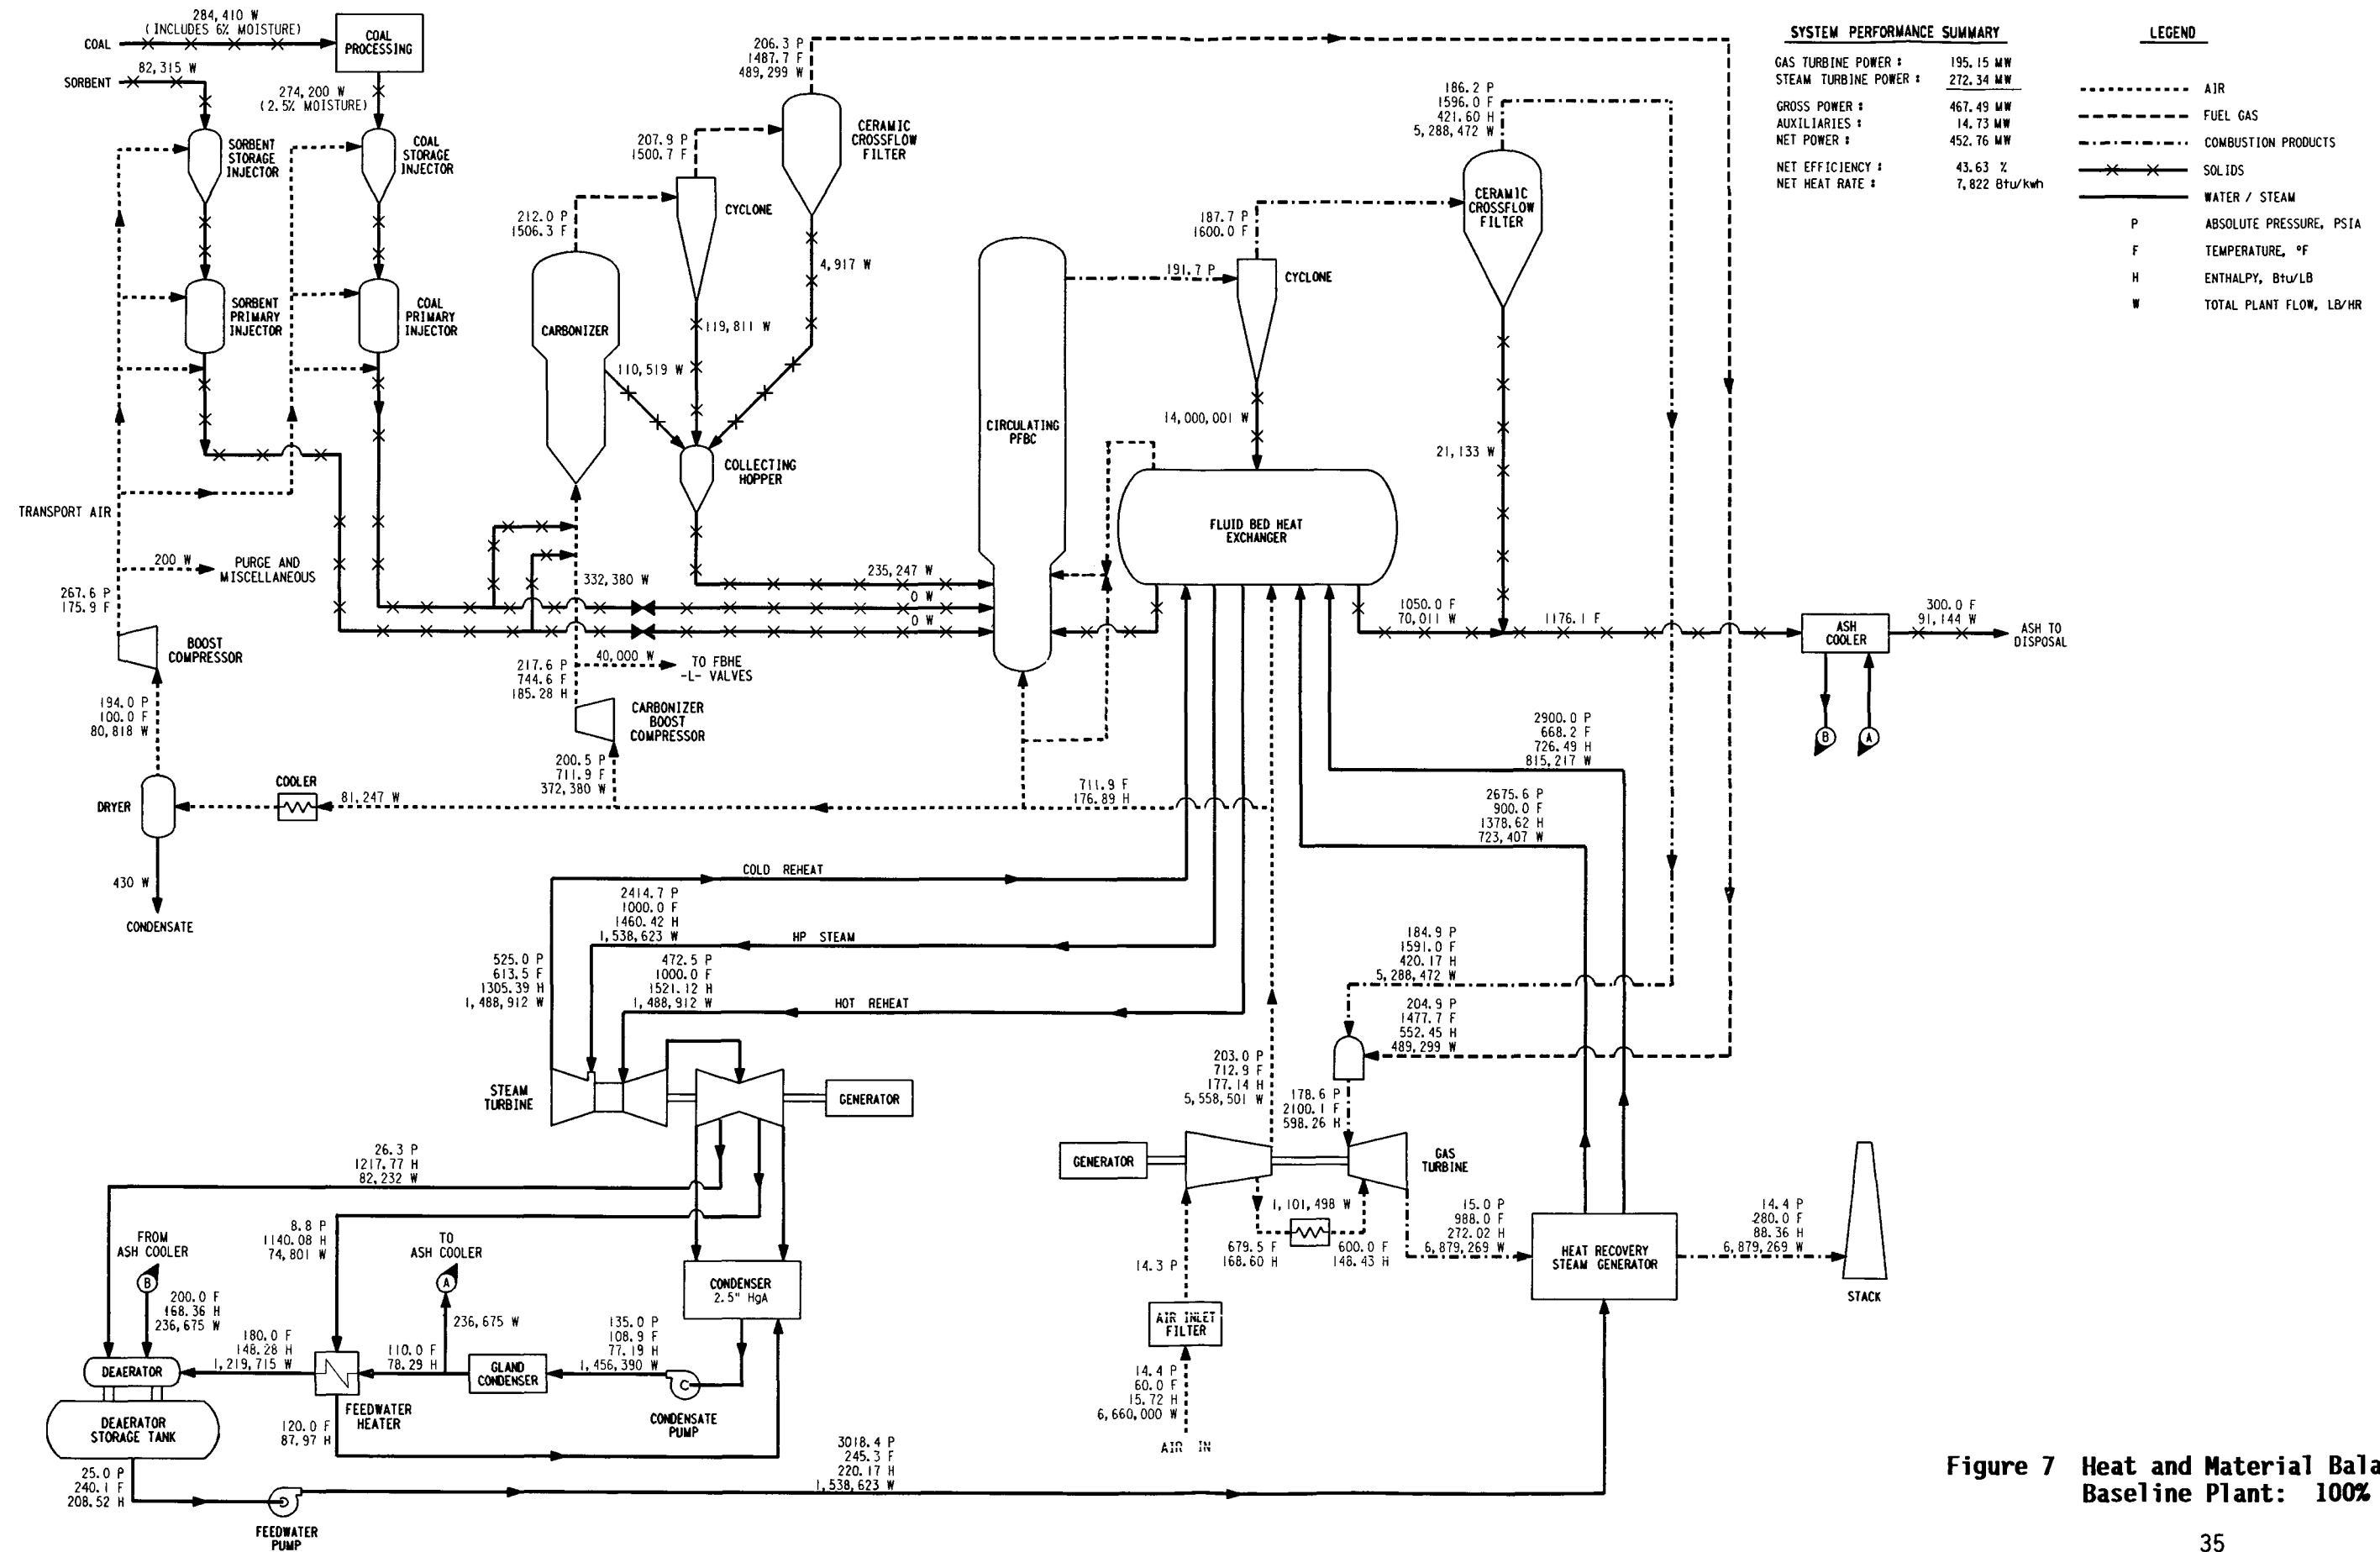 284,410 W
(INCLUDES 6% MOISTURE)
COAL
COAL
PROCESSING
82,315 W
SORBENT
274,200 W
(2.5% MOISTURE)
SORBENT
STORAGE
INJECTOR
COAL
STORAGE
INJECTOR
SORBENT
PRIMARY
INJECTOR
COAL
PRIMARY
INJECTOR
TRANSPORT AIR
200 W
PURGE AND
MISCELLANEOUS
267.6 P
175.9 F
BOOST
COMPRESSOR
194.0 P
100.0 F
80,818 W
DRYER
COOLER
81,247 W
430 W
CONDENSATE
206.3 P
1487.7 F
489,299 W
CERAMIC
CROSSFLOW
FILTER
207.9 P
1500.7 F
CYCLONE
212.0 P
1506.3 F
CARBONIZER
4,917 W
119,811 W
110,519 W
COLLECTING
HOPPER
332,380 W
235,247 W
0 W
0 W
40,000 W
TO FBHE
-L- VALVES
217.6 P
744.6 F
185.28 H
CARBONIZER
BOOST
COMPRESSOR
200.5 P
711.9 F
372,380 W
CIRCULATING
PFBC
191.7 P
187.7 P
1600.0 F
CYCLONE
14,000,001 W
FLUID BED HEAT
EXCHANGER
186.2 P
1596.0 F
421.60 H
5,288,472 W
CERAMIC
CROSSFLOW
FILTER
21,133 W
1050.0 F
70,011 W
1176.1 F
ASH
COOLER
300.0 F
91,144 W
ASH TO
DISPOSAL
B
A
711.9 F
176.89 H
2900.0 P
668.2 F
726.49 H
815,217 W
2675.6 P
900.0 F
1378.62 H
723,407 W
SYSTEM PERFORMANCE SUMMARY
GAS TURBINE POWER : 195.15 MW
STEAM TURBINE POWER : 272.34 MW
GROSS POWER : 467.49 MW
AUXILIARIES : 14.73 MW
NET POWER : 452.76 MW
NET EFFICIENCY : 43.63 %
NET HEAT RATE : 7,822 Btu/kwh
LEGEND
AIR
FUEL GAS
COMBUSTION PRODUCTS
SOLIDS
WATER / STEAM
P ABSOLUTE PRESSURE, PSIA
F TEMPERATURE, °F
H ENTHALPY, Btu/LB
W TOTAL PLANT FLOW, LB/HR
COLD REHEAT
2414.7 P
1000.0 F
1460.42 H
1,538,623 W
HP STEAM
525.0 P
613.5 F
1305.39 H
1,488,912 W
472.5 P
1000.0 F
1521.12 H
1,488,912 W
HOT REHEAT
STEAM
TURBINE
GENERATOR
184.9 P
1591.0 F
420.17 H
5,288,472 W
204.9 P
1477.7 F
552.45 H
489,299 W
203.0 P
712.9 F
177.14 H
5,558,501 W
178.6 P
2100.1 F
598.26 H
GENERATOR
GAS
TURBINE
1,101,498 W
679.5 F
168.60 H
600.0 F
148.43 H
15.0 P
988.0 F
272.02 H
6,879,269 W
HEAT RECOVERY
STEAM GENERATOR
14.4 P
280.0 F
88.36 H
6,879,269 W
STACK
14.3 P
AIR INLET
FILTER
14.4 P
60.0 F
15.72 H
6,660,000 W
AIR IN
26.3 P
1217.77 H
82,232 W
8.8 P
1140.08 H
74,801 W
FROM
ASH COOLER
B
TO
ASH COOLER
A
200.0 F
168.36 H
236,675 W
236,675 W
180.0 F
148.28 H
1,219,715 W
110.0 F
78.29 H
GLAND
CONDENSER
135.0 P
108.9 F
77.19 H
1,456,390 W
CONDENSER
2.5" HgA
C
CONDENSATE
PUMP
DEAERATOR
DEAERATOR
STORAGE TANK
FEEDWATER
HEATER
120.0 F
87.97 H
25.0 P
240.1 F
208.52 H
FEEDWATER
PUMP
3018.4 P
245.3 F
220.17 H
1,538,623 W
Figure 7 Heat and Material Bala
Baseline Plant: 100%
35